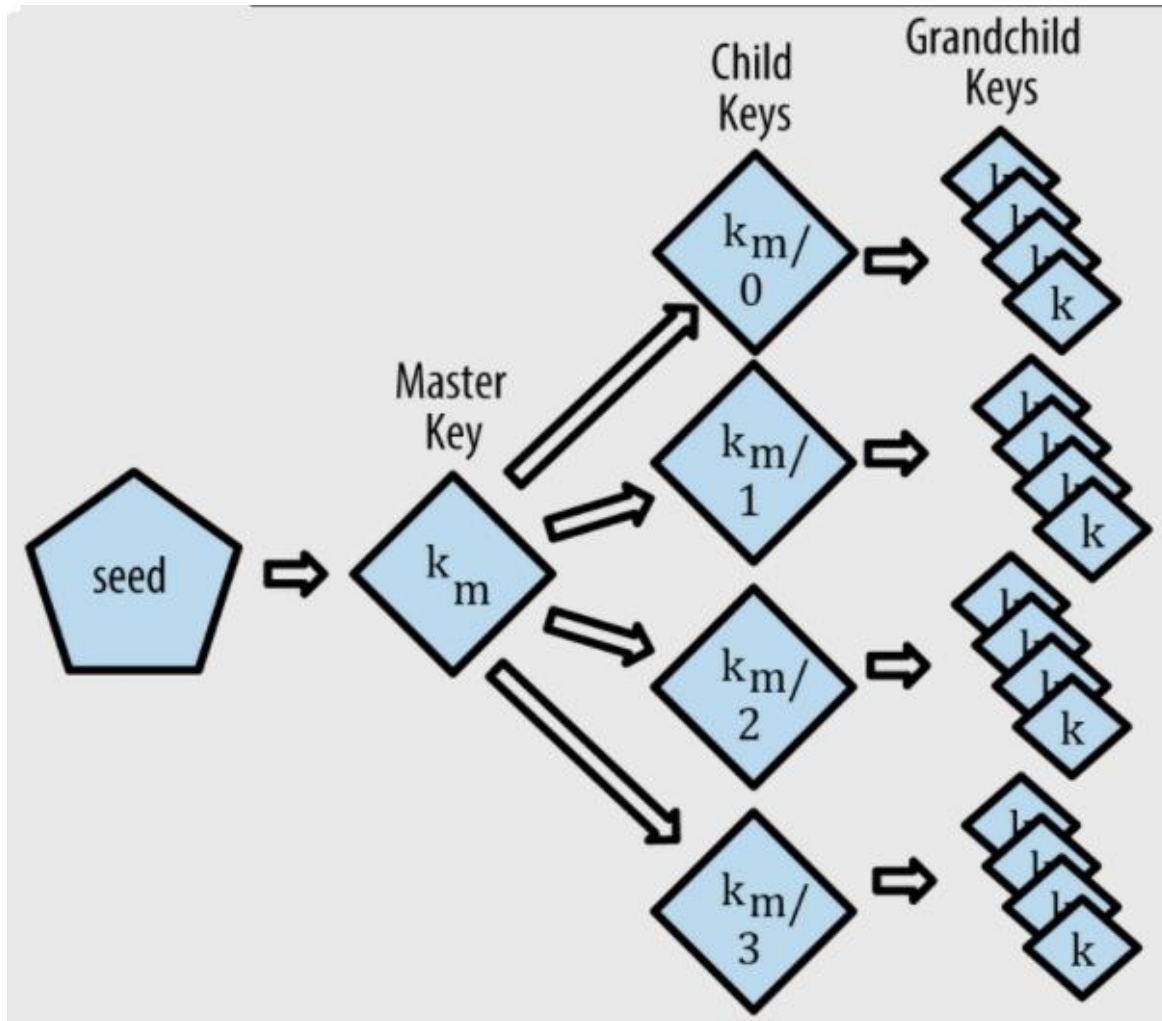 Child
Keys
Grandchild
Keys
Master
Key
seed
k m
k m/
0
k m/
1
k m/
2
k m/
3
k
k
k
k